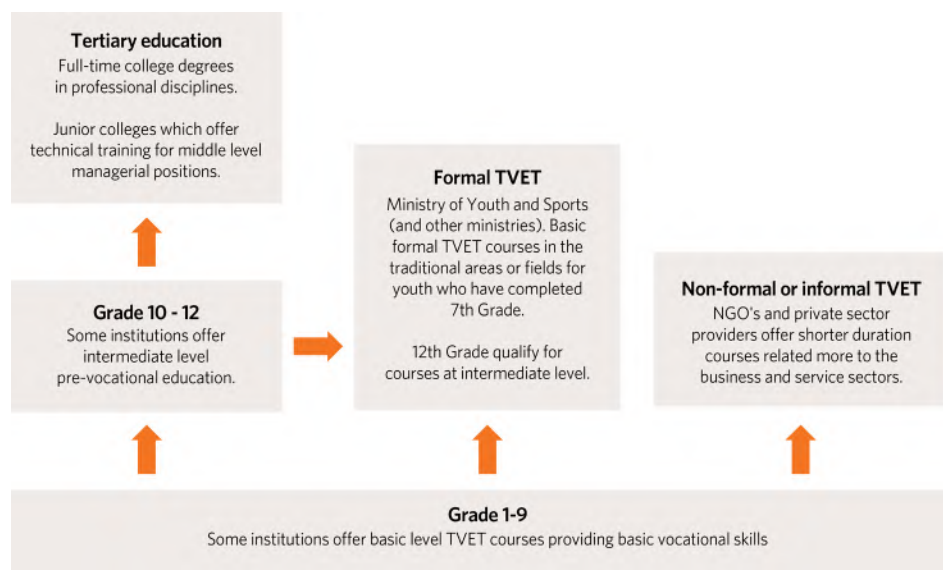 Tertiary education
Full-time college degrees
in professional disciplines.
Junior colleges which offer
technical training for middle level
managerial positions.
Formal TVET
Ministry of Youth and Sports
(and other ministries). Basic
formal TVET courses in the
traditional areas or fields for
youth who have completed
7th Grade.
12th Grade qualify for
courses at intermediate level.
Grade 10 - 12
Some institutions offer
intermediate level
pre-vocational education.
Non-formal or informal TVET
NGO's and private sector
providers offer shorter duration
courses related more to the
business and service sectors.
Grade 1-9
Some institutions offer basic level TVET courses providing basic vocational skills